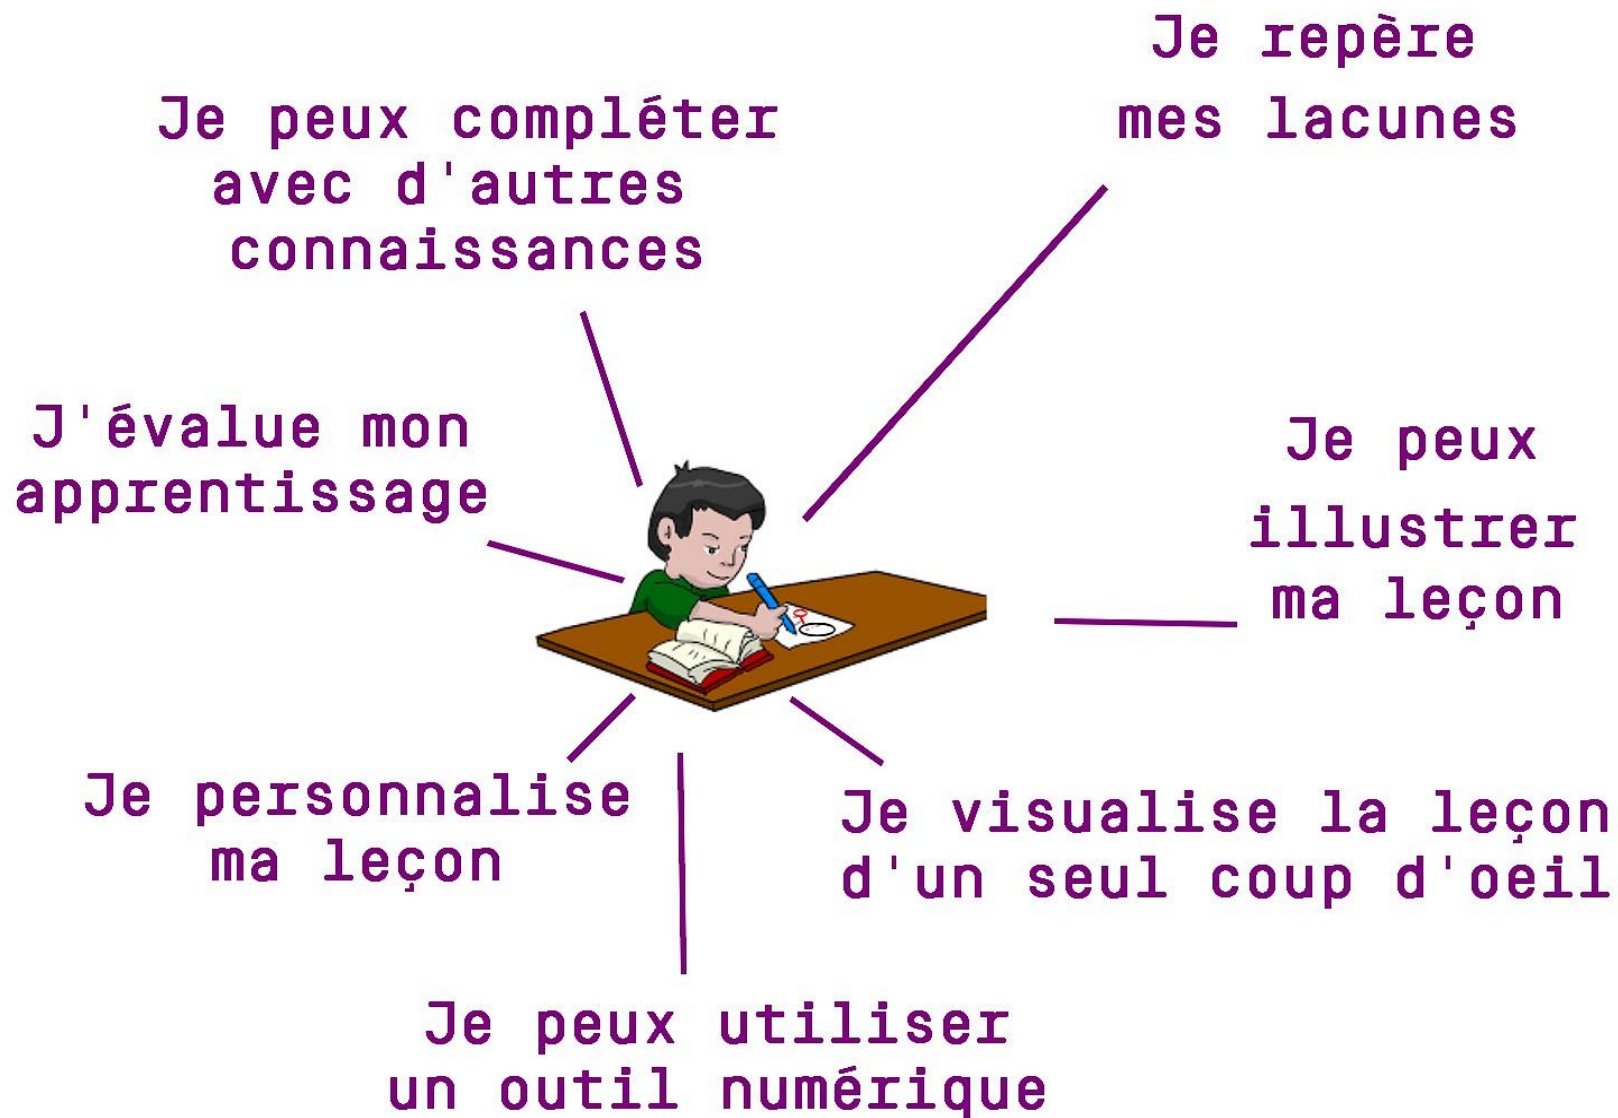 Je repère
mes lacunes
Je peux compléter
avec d'autres
connaissances
J'évalue mon
apprentissage
Je peux
illustrer
ma leçon
Je personnalise
ma leçon
Je visualise la leçon
d'un seul coup d'oeil
Je peux utiliser
un outil numérique